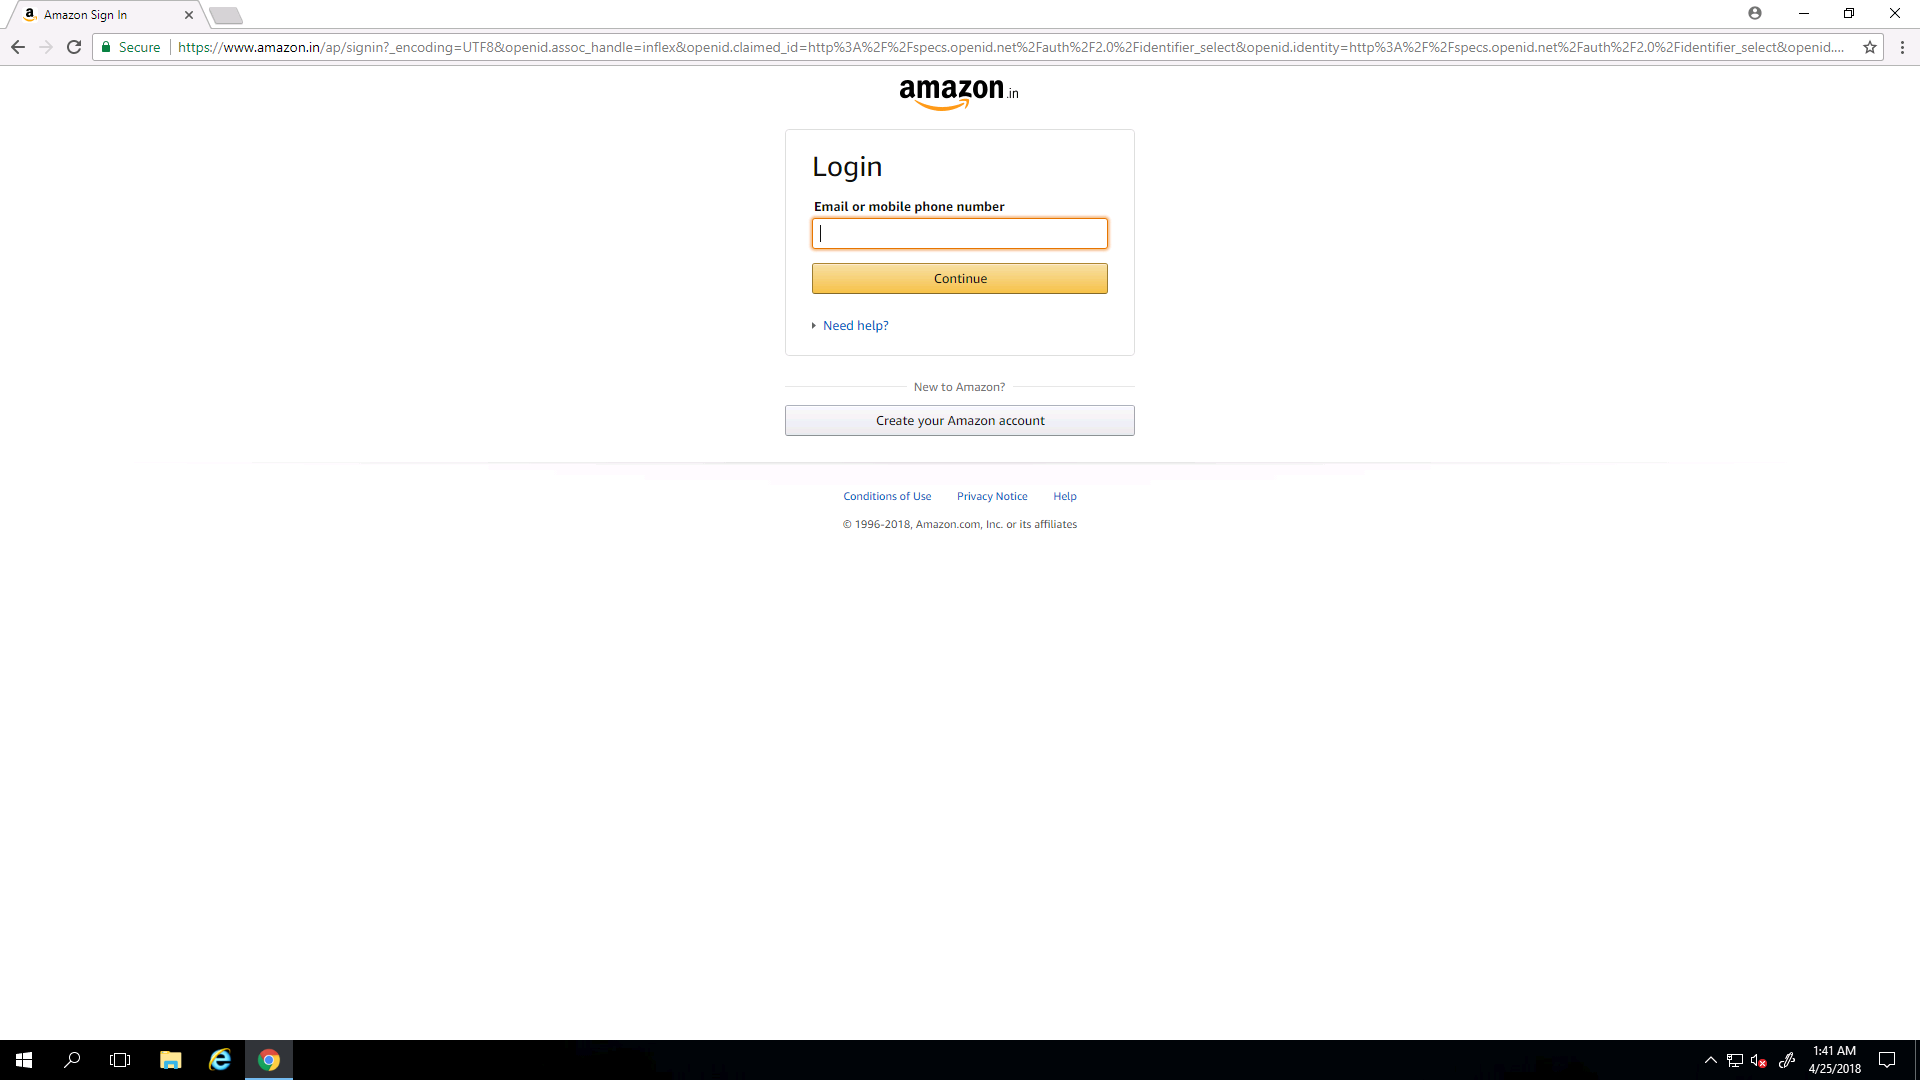 Amazon Sign In
Secure https://www.amazon.in/ap/signin?_encoding=UTF8&openid.assoc_handle=inflex&openid.claimed_id=http%3A%2F%2Fspecs.openid.net%2Fauth%2F2.0%2Fidentifier_select&openid.identity=http%3A%2F%2Fspecs.openid.net%2Fauth%2F2.0%2Fidentifier_select&openid....
amazon.in
Login
Email or mobile phone number
Continue
Need help?
New to Amazon?
Create your Amazon account
Conditions of Use Privacy Notice Help
© 1996-2018, Amazon.com, Inc. or its affiliates
1:41 AM
4/25/2018